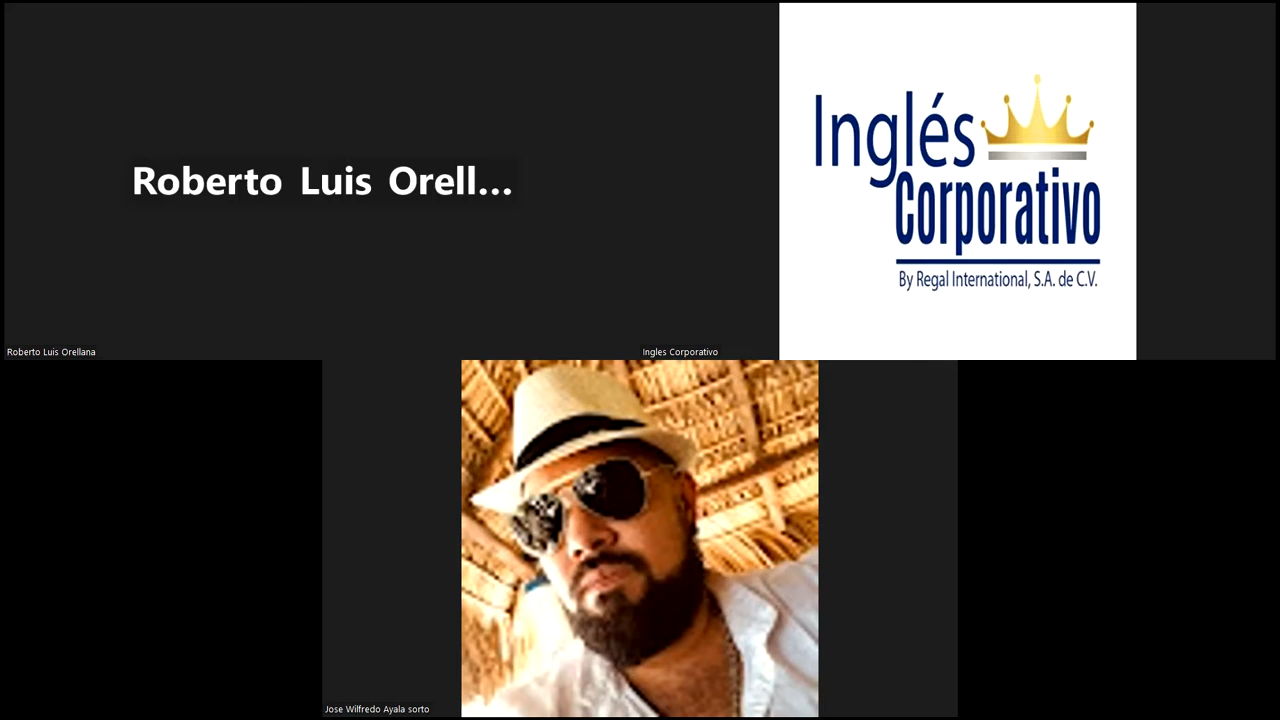 Roberto Luis Orell...
Roberto Luis Orellana
Inglés
Corporativo
By Regal International, S.A. de C.V.
Ingles Corporativo
Jose Wilfredo Ayala sorto